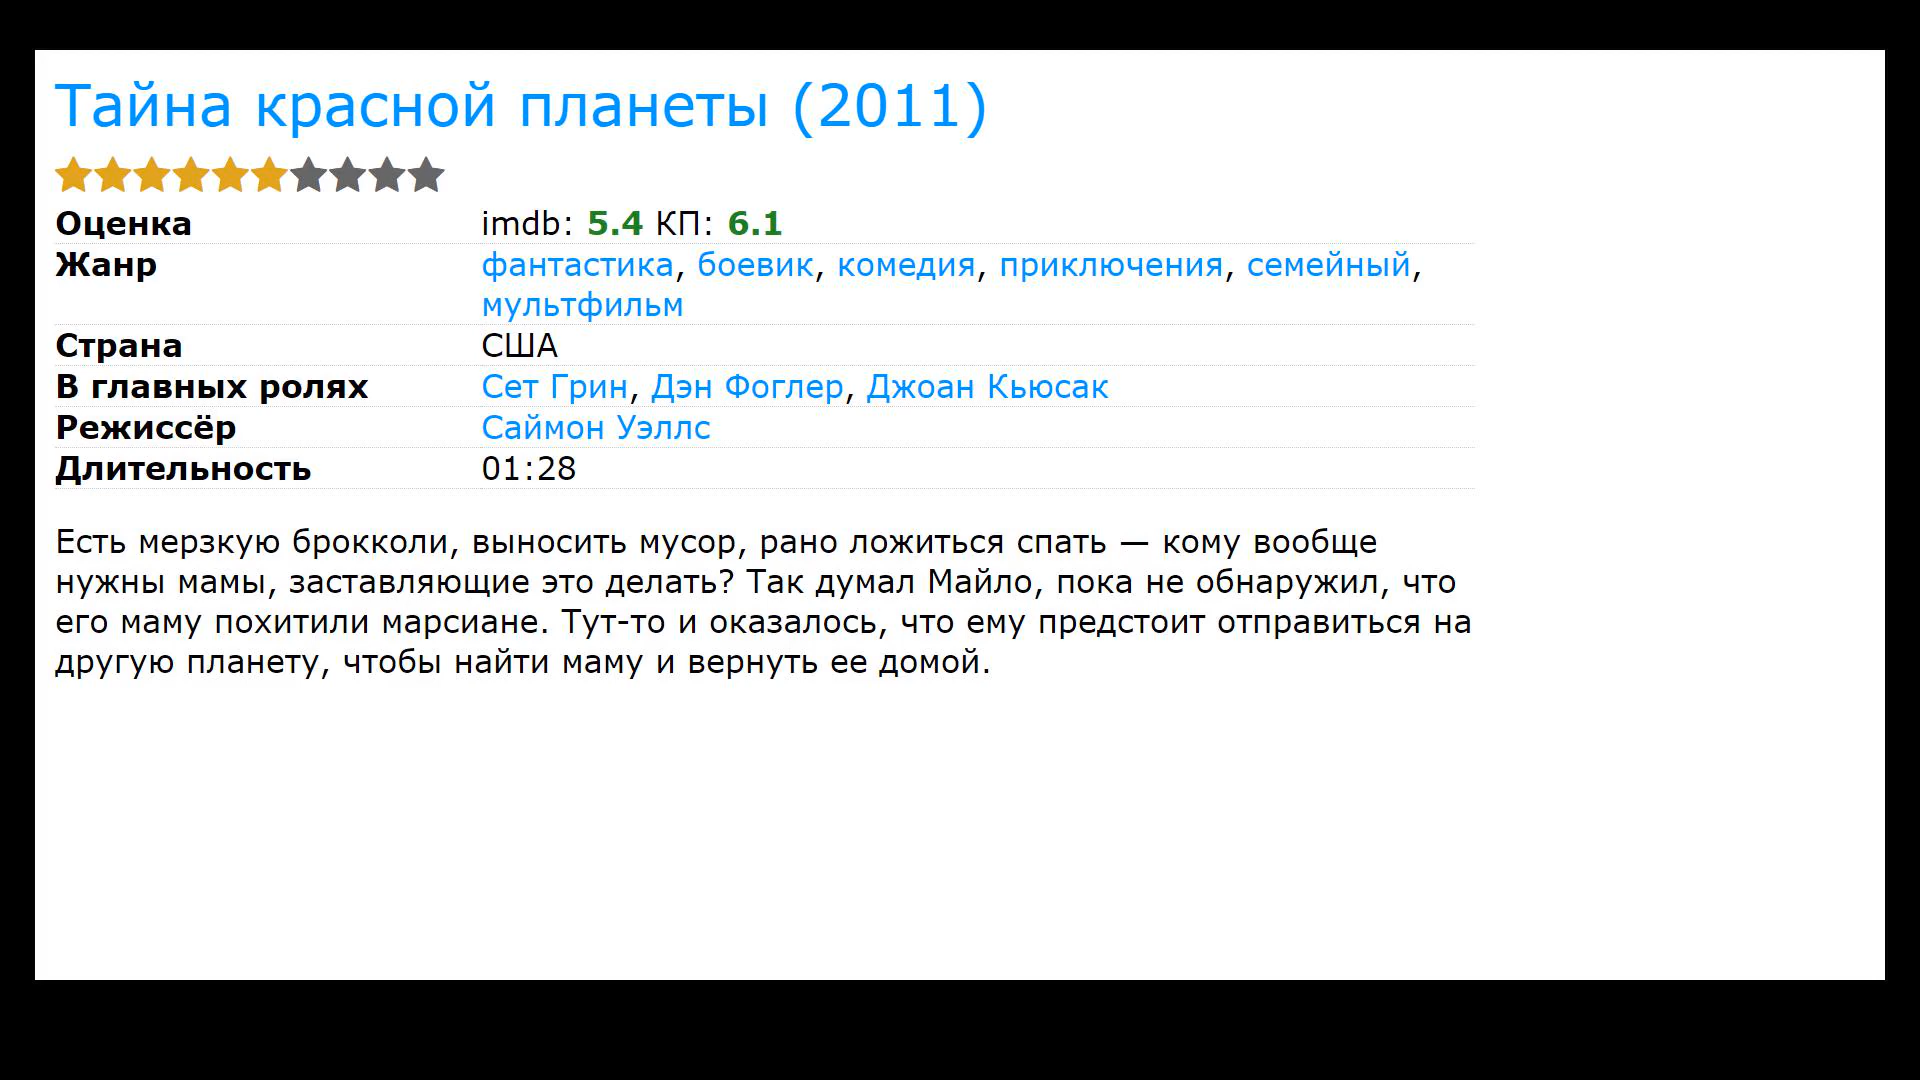 Тайна красной планеты (2011)
Оценка imdb: 5.4 КП: 6.1
Жанр фантастика, боевик, комедия, приключения, семейный,
мультфильм
Страна США
В главных ролях Сет Грин, Дэн Фоглер, Джоан Кьюсак
Режиссёр Саймон Уэллс
Длительность 01:28
Есть мерзкую брокколи, выносить мусор, рано ложиться спать — кому вообще
нужны мамы, заставляющие это делать? Так думал Майло, пока не обнаружил, что
его маму похитили марсиане. Тут-то и оказалось, что ему предстоит отправиться на
другую планету, чтобы найти маму и вернуть ее домой.